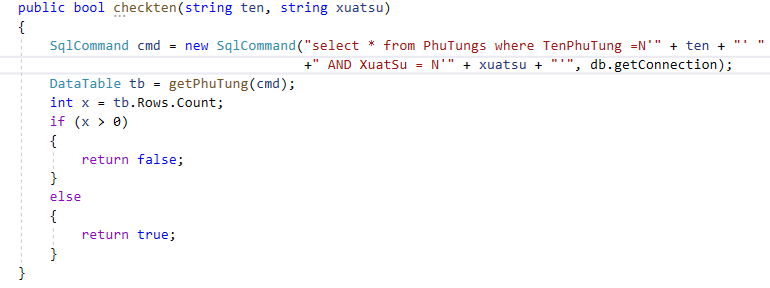 public bool checkten(string ten, string xuatsu)
{
SqlCommand cmd = new SqlCommand("select * from PhuTungs where TenPhuTung =N'" + ten + "' "
+" AND XuatSu = N'" + xuatsu + "'", db.getConnection);
DataTable tb = getPhuTung(cmd);
int x = tb.Rows.Count;
if (x > 0)
{
return false;
}
else
{
return true;
}
}